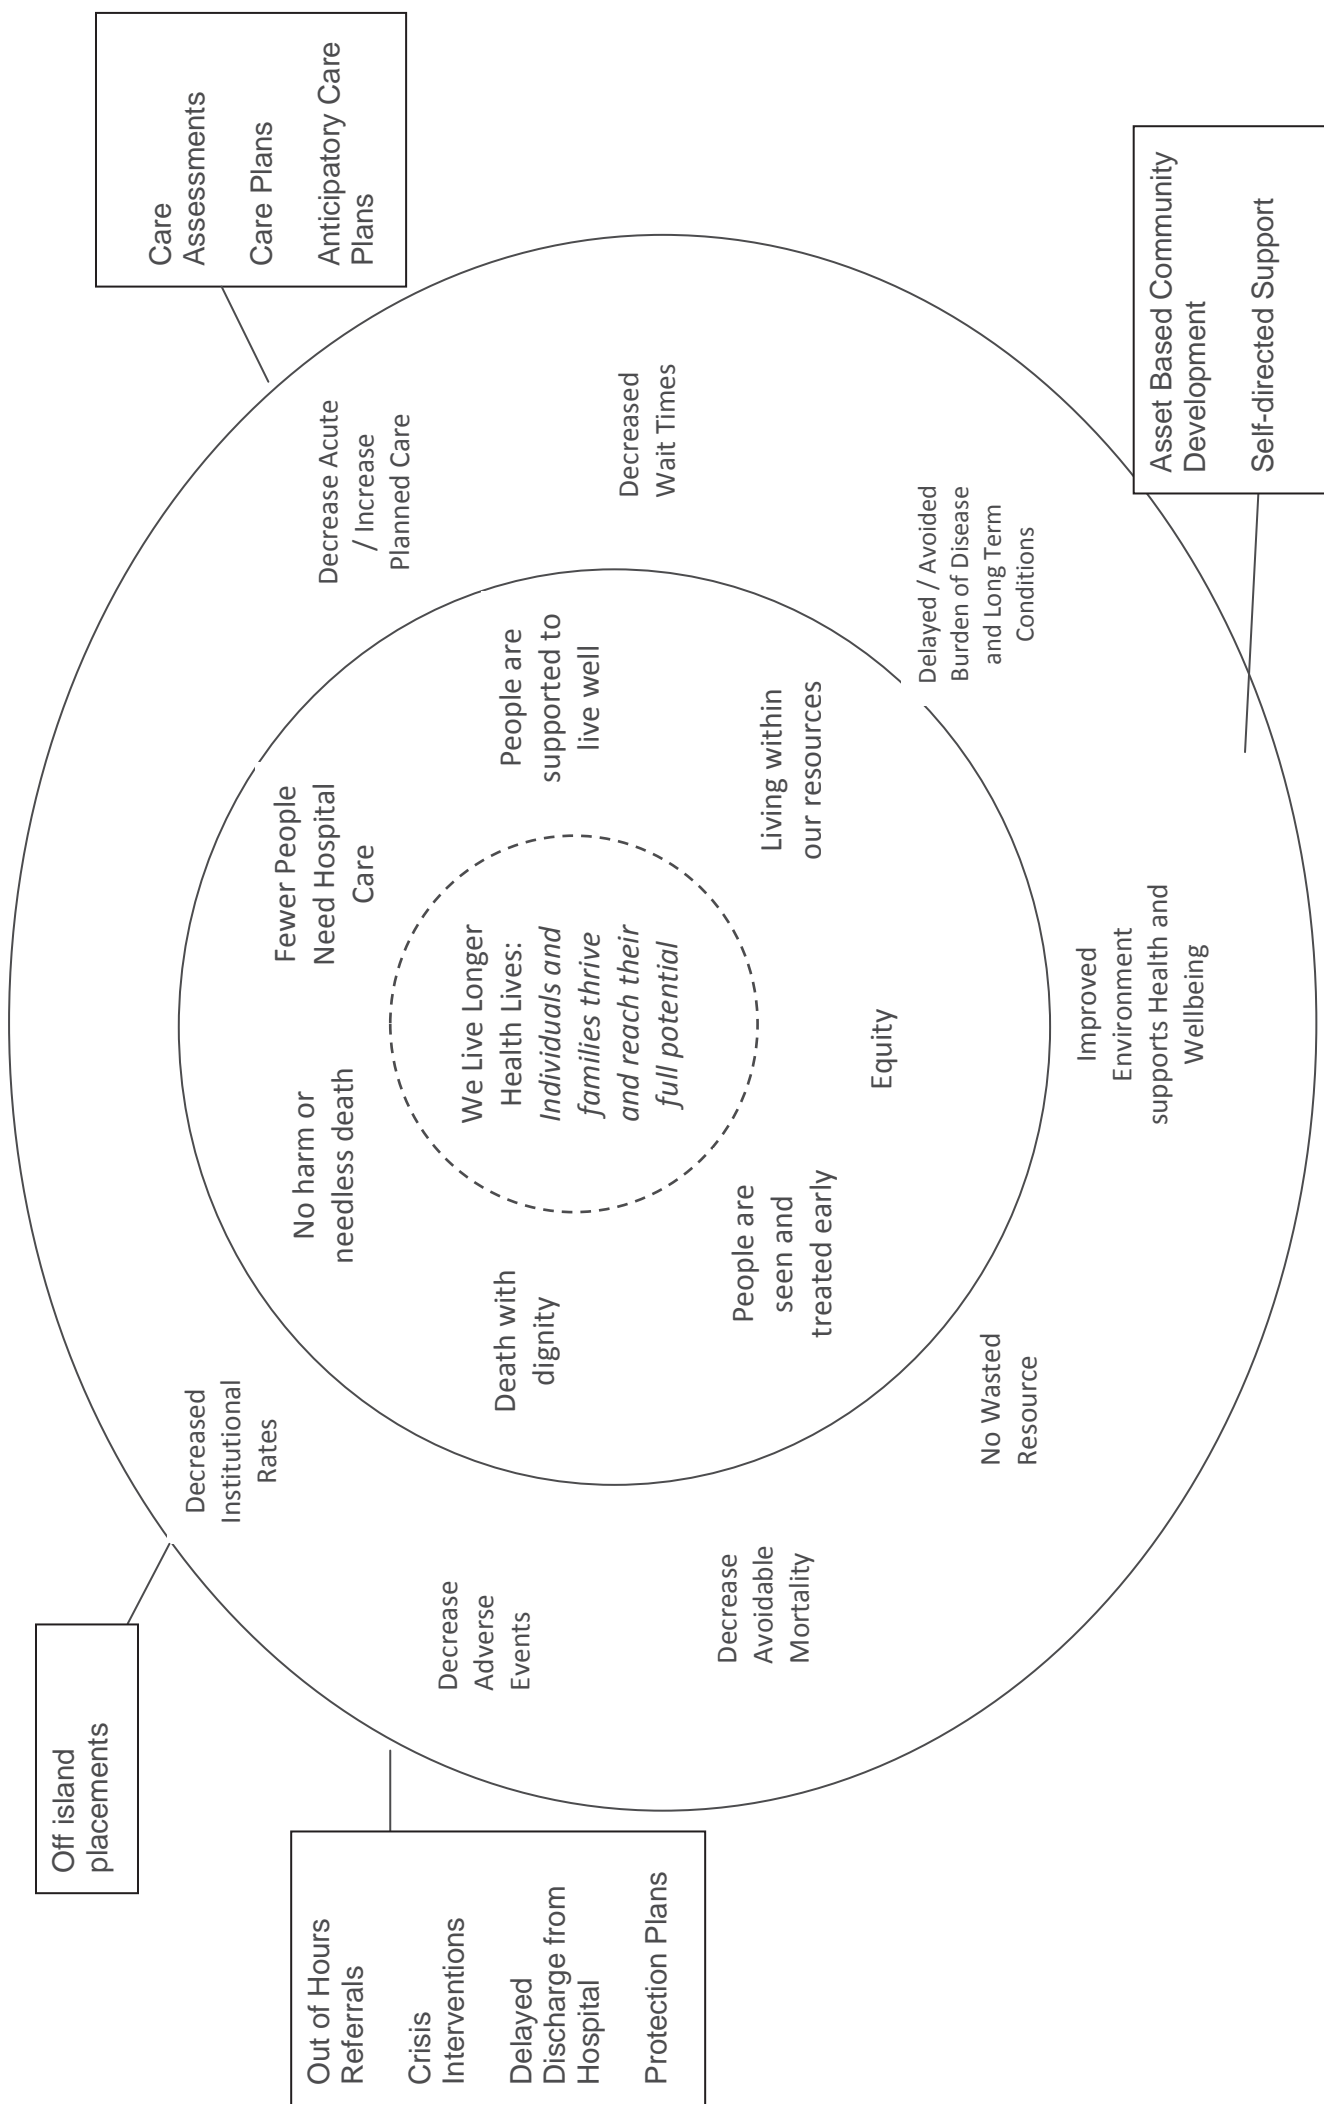 Off island
placements
Out of Hours
Referrals
Crisis
Interventions
Delayed
Discharge from
Hospital
Protection Plans
Care
Assessments
Care Plans
Anticipatory Care
Plans
Asset Based Community
Development
Self-directed Support
Decreased
Institutional
Rates
Decrease Acute
/ Increase
Planned Care
Decreased
Wait Times
Delayed / Avoided
Burden of Disease
and Long Term
Conditions
Improved
Environment
supports Health and
Wellbeing
No Wasted
Resource
Decrease
Avoidable
Mortality
Decrease
Adverse
Events
No harm or
needless death
Fewer People
Need Hospital
Care
People are
supported to
live well
Living within
our resources
Equity
People are
seen and
treated early
Death with
dignity
We Live Longer
Health Lives:
Individuals and
families thrive
and reach their
full potential